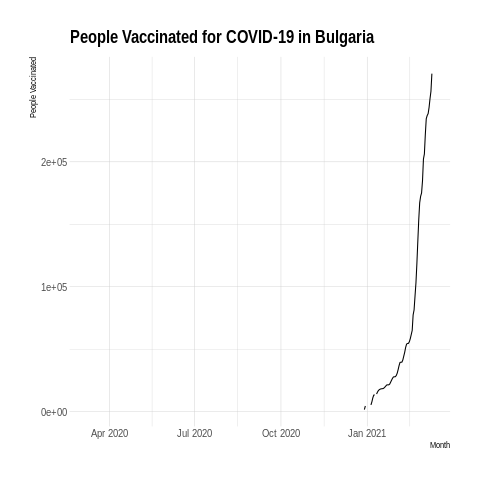 People Vaccinated for COVID-19 in Bulgaria
People Vaccinated
2e+05
1e+05
0e+00
Apr 2020 Jul 2020 Oct 2020 Jan 2021
Month